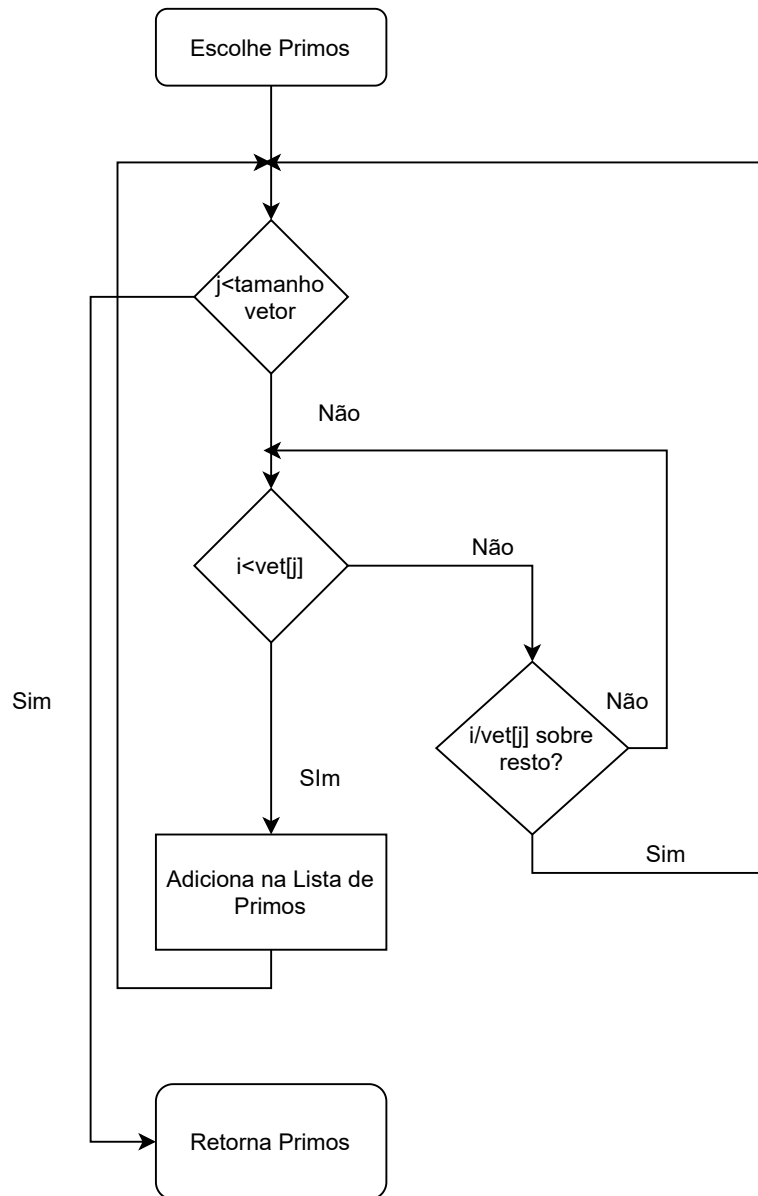 Escolhe Primos
j<tamanho
vetor
Não
i<vet[j]
Não
Sim
Não
i/vet[j] sobre
resto?
SIm
Sim
Adiciona na Lista de
Primos
Retorna Primos